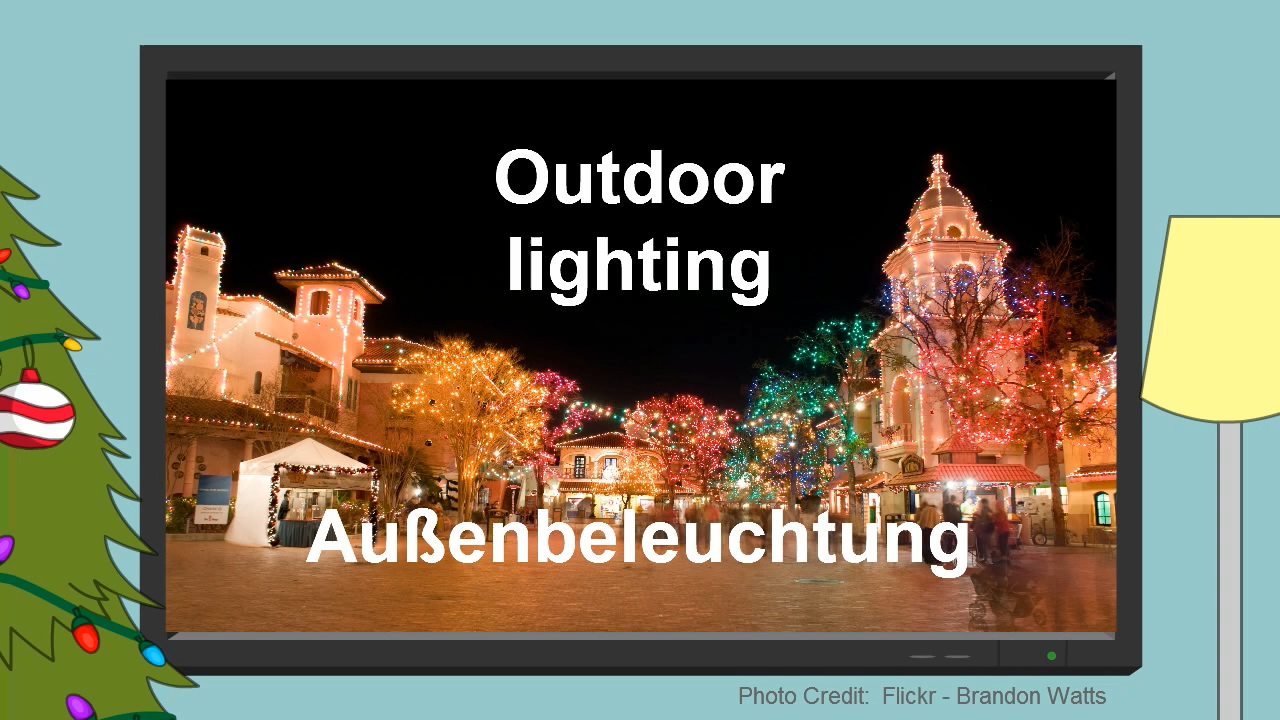 Outdoor
lighting
Außenbeleuchtung
Photo Credit:  Flickr - Brandon Watts